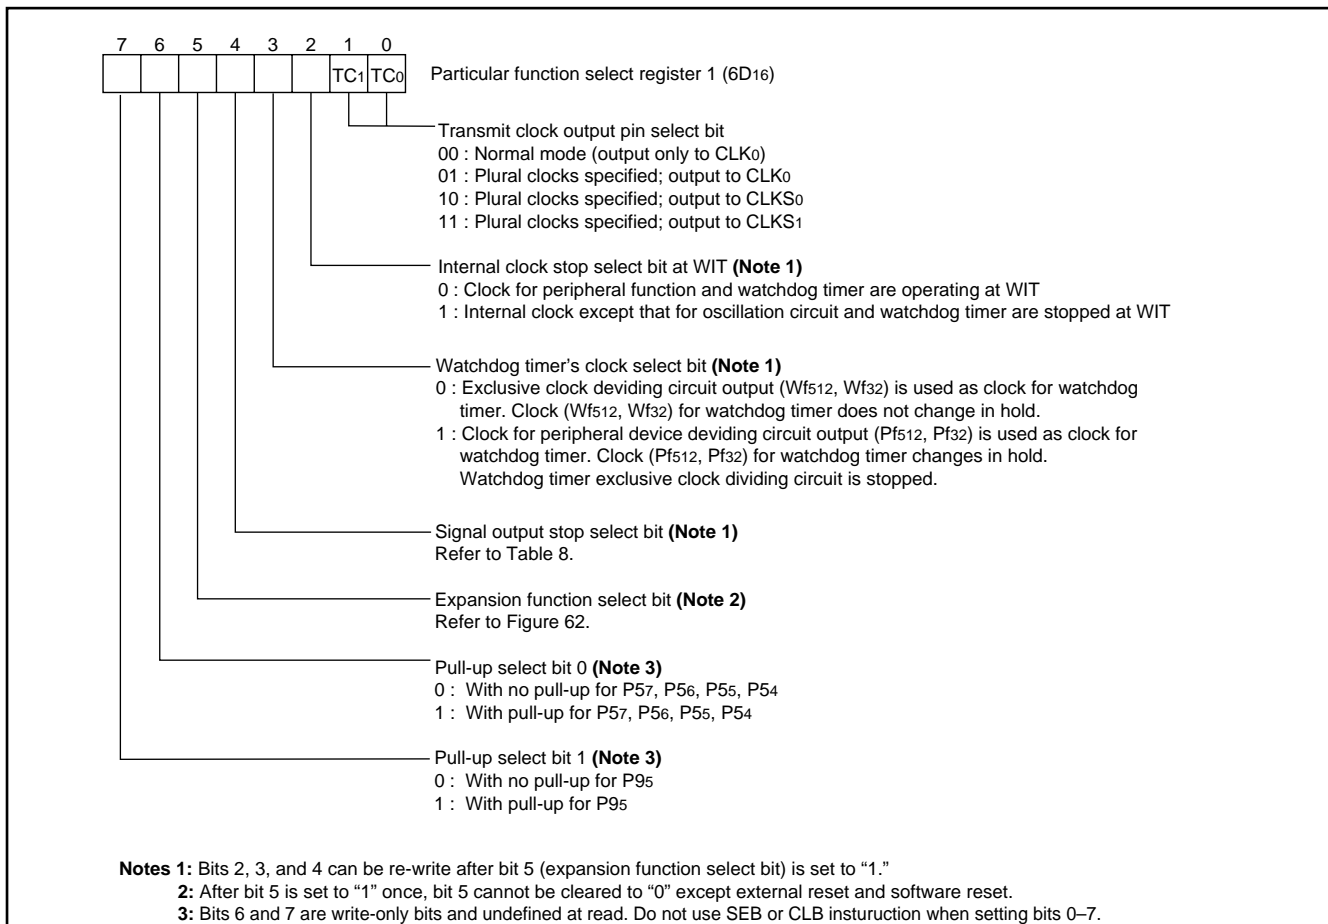 7 6 5 4 3 2 1 0
TC1 TC0 Particular function select register 1 (6D16)
Transmit clock output pin select bit
00 : Normal mode (output only to CLK0)
01 : Plural clocks specified; output to CLK0
10 : Plural clocks specified; output to CLKS0
11 : Plural clocks specified; output to CLKS1
Internal clock stop select bit at WIT (Note 1)
0 : Clock for peripheral function and watchdog timer are operating at WIT
1 : Internal clock except that for oscillation circuit and watchdog timer are stopped at WIT
Watchdog timer’s clock select bit (Note 1)
0 : Exclusive clock deviding circuit output (Wf512, Wf32) is used as clock for watchdog
timer. Clock (Wf512, Wf32) for watchdog timer does not change in hold.
1 : Clock for peripheral device deviding circuit output (Pf512, Pf32) is used as clock for
watchdog timer. Clock (Pf512, Pf32) for watchdog timer changes in hold.
Watchdog timer exclusive clock dividing circuit is stopped.
Signal output stop select bit (Note 1)
Refer to Table 8.
Expansion function select bit (Note 2)
Refer to Figure 62.
Pull-up select bit 0 (Note 3)
0 : With no pull-up for P57, P56, P55, P54
1 : With pull-up for P57, P56, P55, P54
Pull-up select bit 1 (Note 3)
0 : With no pull-up for P95
1 : With pull-up for P95
Notes 1: Bits 2, 3, and 4 can be re-write after bit 5 (expansion function select bit) is set to “1.”
2: After bit 5 is set to “1” once, bit 5 cannot be cleared to “0” except external reset and software reset.
3: Bits 6 and 7 are write-only bits and undefined at read. Do not use SEB or CLB insturuction when setting bits 0–7.